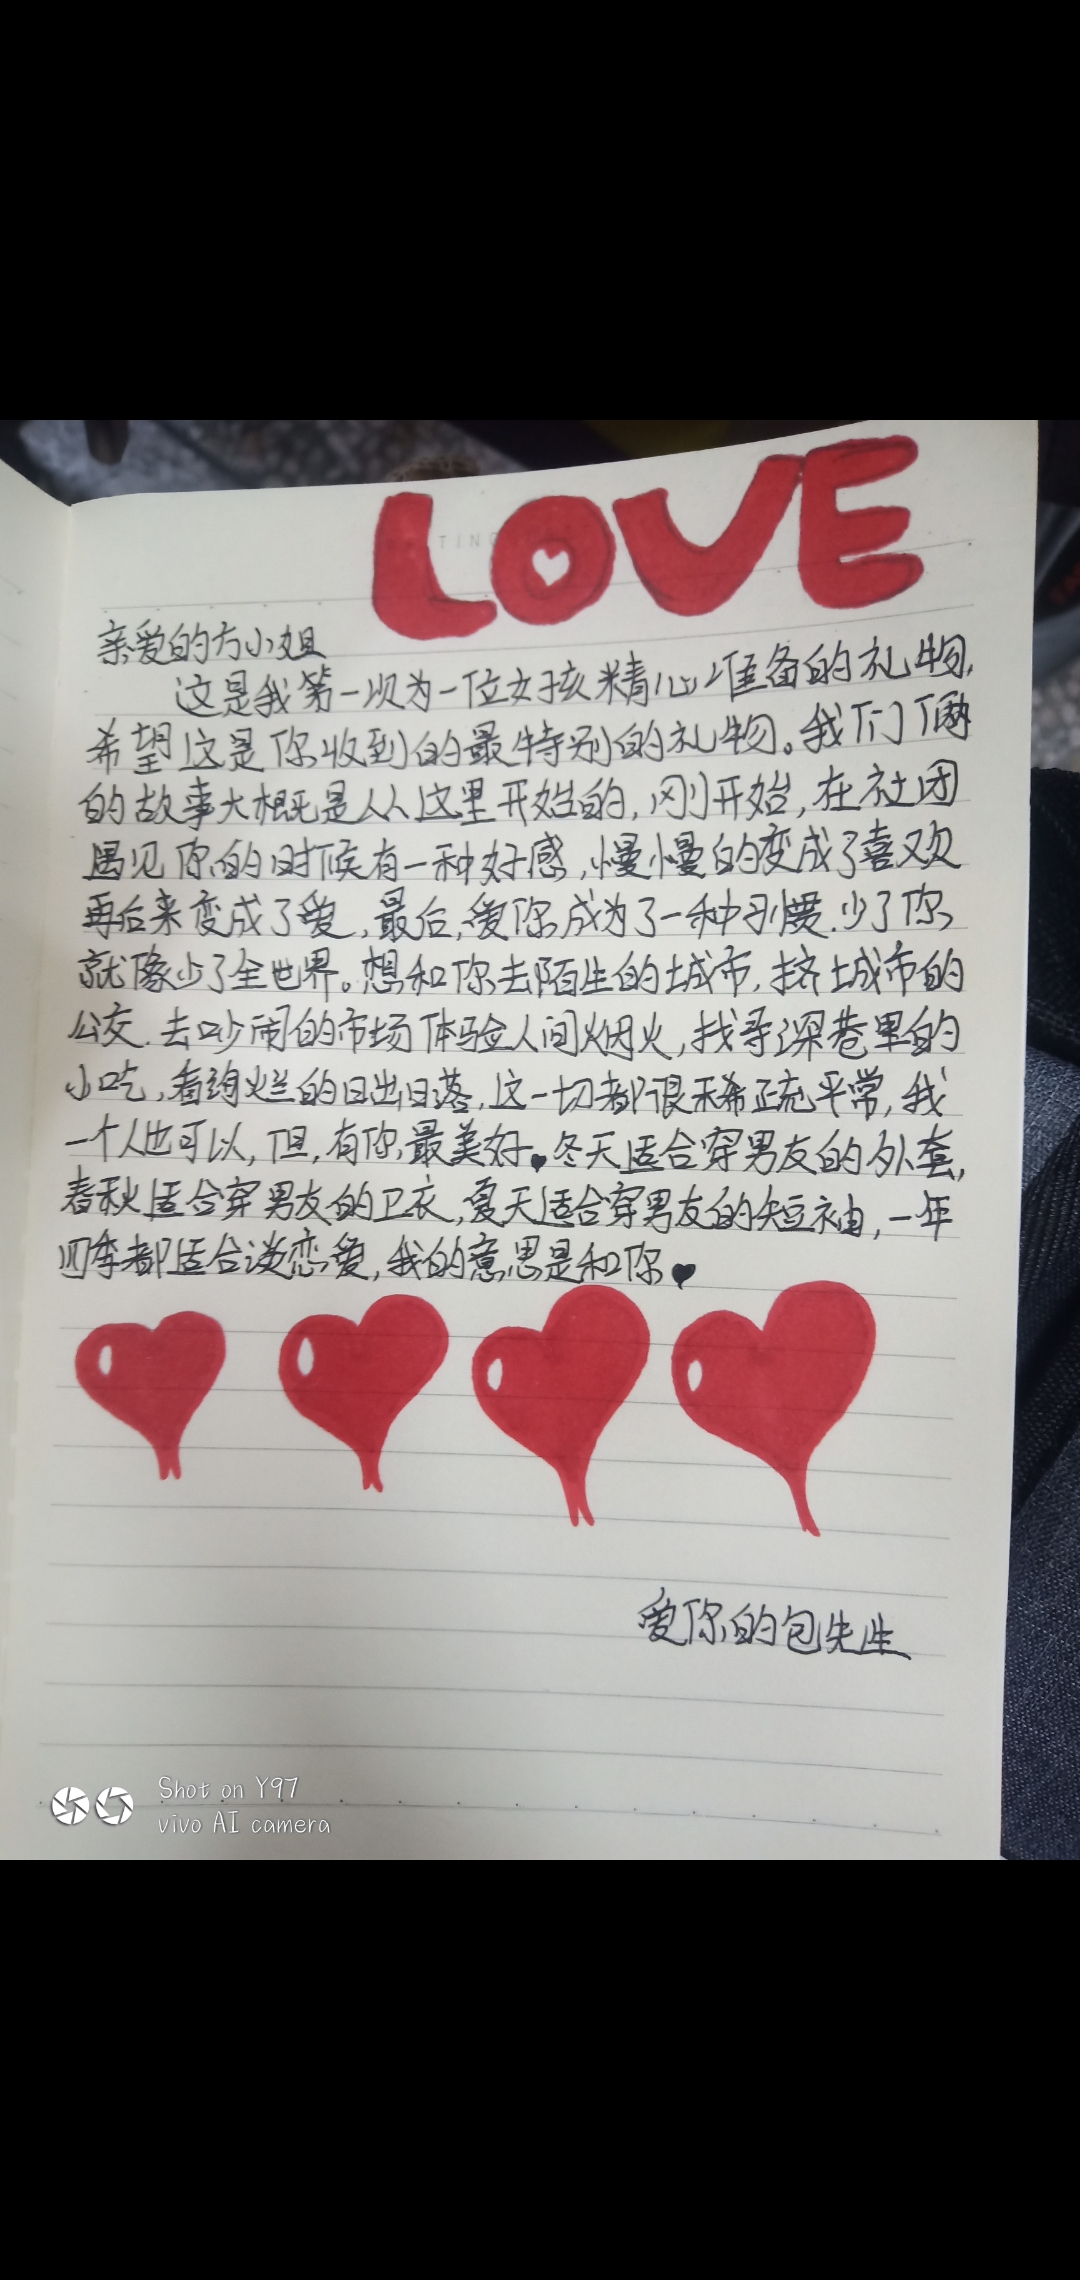 LOVE
TING
亲爱的方小姐
这是我第一次为一位女孩精心准备的礼物,
希望这是你收到的最特别的礼物。我们俩
的故事大概是从这里开始的,刚开始,在社团
遇见你的时候有一种好感,慢慢的变成了喜欢
再后来变成了爱,最后,爱你成为了一种习惯.少了你
就像少了全世界。想和你去陌生的城市,挤城市的
公交.去吵闹的市场体验人间烟火,找寻深巷里的
小吃,看绚烂的日出日落,这一切都很稀疏平常,我
一个人也可以,但,有你最美好。冬天适合穿男友的外套,
春秋适合穿男友的卫衣,夏天适合穿男友的短袖,一年
四季都适合谈恋爱,我的意思是和你
爱你的包先生
Shot on Y97
vivo AI camera